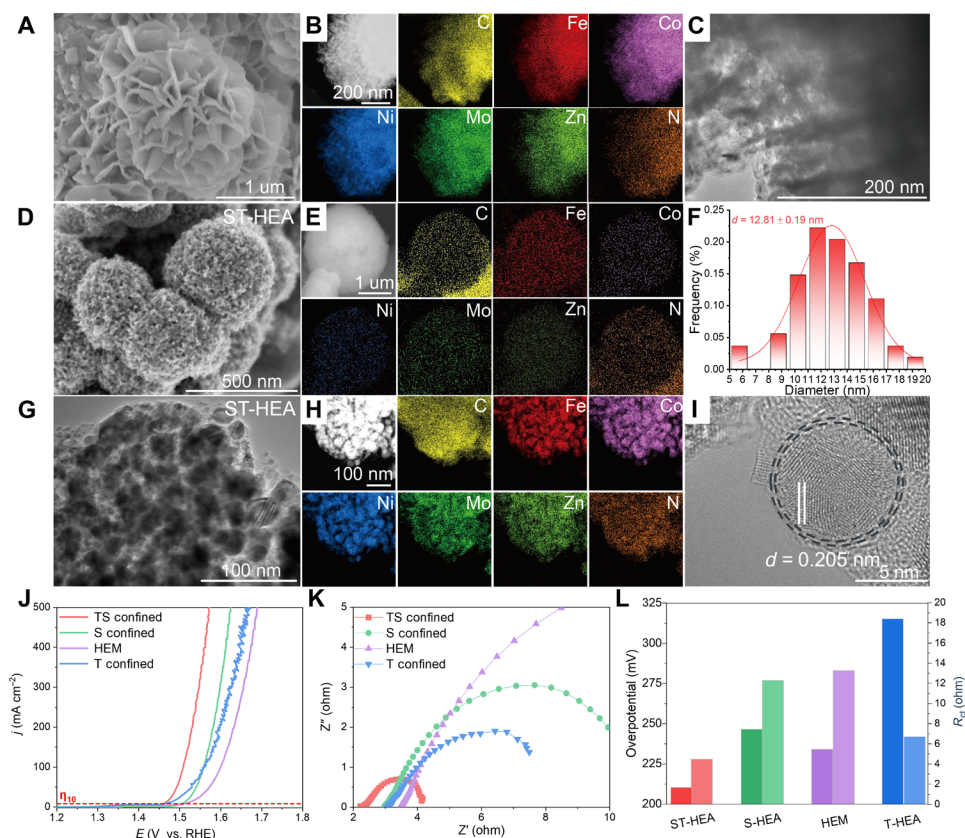 A
1 um
B
C
Fe
Co
200 nm
Ni
Mo
Zn
N
C
200 nm
D
ST-HEA
500 nm
E
C
Fe
Co
1 um
Ni
Mo
Zn
N
F
d = 12.81 ± 0.19 nm
Frequency (%)
0.25
0.20
0.15
0.10
0.05
0.00
5 6 7 8 9 10 11 12 13 14 15 16 17 18 19 20
Diameter (nm)
G
ST-HEA
100 nm
H
C
Fe
Co
100 nm
Ni
Mo
Zn
N
I
d = 0.205 nm
5 nm
J
j (mA cm⁻²)
500
400
300
200
100
0
TS confined
S confined
HEM
T confined
η10
1.2 1.3 1.4 1.5 1.6 1.7 1.8
E (V vs. RHE)
K
Z" (ohm)
5
4
3
2
1
0
TS confined
S confined
HEM
T confined
0 2 4 6 8 10
Z' (ohm)
L
Overpotential (mV)
325
300
275
250
225
200
20
18
16
14
12
10
8
6
4
2
0
Rct (ohm)
ST-HEA S-HEA HEM T-HEA